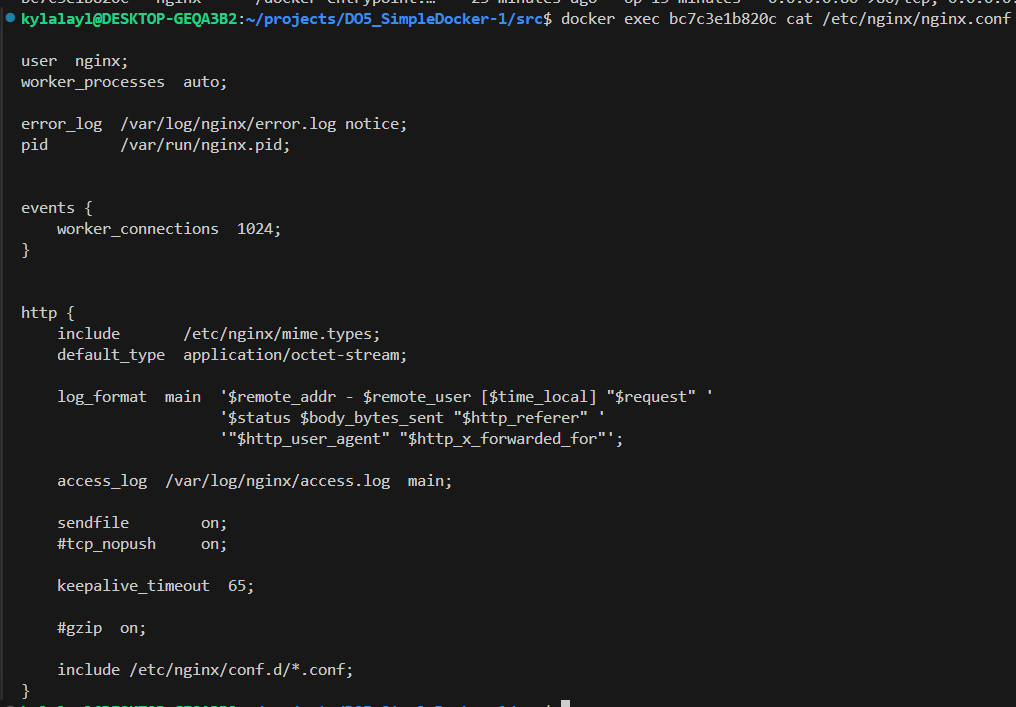 kylalayl@DESKTOP-GEQA3B2:~/projects/DO5_SimpleDocker-1/src$ docker exec bc7c3e1b820c cat /etc/nginx/nginx.conf
user  nginx;
worker_processes  auto;
error_log  /var/log/nginx/error.log notice;
pid        /var/run/nginx.pid;
events {
    worker_connections  1024;
}
http {
    include       /etc/nginx/mime.types;
    default_type  application/octet-stream;
    log_format  main  '$remote_addr - $remote_user [$time_local] "$request" '
                      '$status $body_bytes_sent "$http_referer" '
                      '"$http_user_agent" "$http_x_forwarded_for"';
    access_log  /var/log/nginx/access.log  main;
    sendfile        on;
    #tcp_nopush     on;
    keepalive_timeout  65;
    #gzip  on;
    include /etc/nginx/conf.d/*.conf;
}